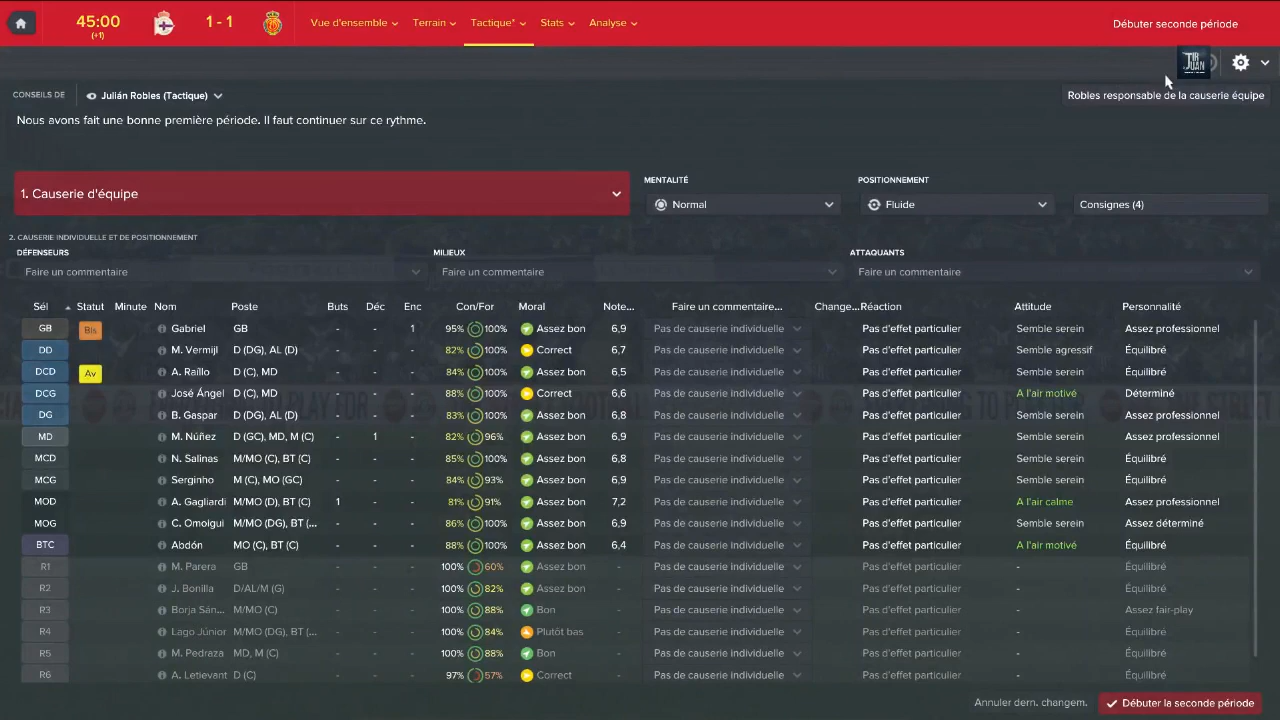 45:00 (+1) 1 - 1 Vue d'ensemble Terrain Tactique* Stats Analyse Débuter seconde période
Robles responsable de la causerie équipe
CONSEILS DE Julián Robles (Tactique)
Nous avons fait une bonne première période. Il faut continuer sur ce rythme.
1. Causerie d'équipe
MENTALITÉ POSITIONNEMENT
Normal Fluide Consignes (4)
2. CAUSERIE INDIVIDUELLE ET DE POSITIONNEMENT
DÉFENSEURS MILIEUX ATTAQUANTS
Faire un commentaire Faire un commentaire Faire un commentaire
Sél Statut Minute Nom Poste Buts Déc Enc Con/For Moral Note... Faire un commentaire... Change... Réaction Attitude Personnalité
GB Bls Gabriel GB - - 1 95% 100% Assez bon 6,9 Pas de causerie individuelle Pas d'effet particulier Semble serein Assez professionnel
DD M. Vermijl D (DG), AL (D) - - - 82% 100% Correct 6,7 Pas de causerie individuelle Pas d'effet particulier Semble agressif Équilibré
DCD Av A. Raíllo D (C), MD - - - 84% 100% Assez bon 6,5 Pas de causerie individuelle Pas d'effet particulier Semble serein Équilibré
DCG José Ángel D (C), MD - - - 88% 100% Correct 6,6 Pas de causerie individuelle Pas d'effet particulier A l'air motivé Déterminé
DG B. Gaspar D (DG), AL (D) - - - 83% 100% Assez bon 6,8 Pas de causerie individuelle Pas d'effet particulier Semble serein Assez professionnel
MD M. Núñez D (GC), MD, M (C) - 1 - 82% 96% Assez bon 6,9 Pas de causerie individuelle Pas d'effet particulier Semble serein Assez professionnel
MCD N. Salinas M/MO (C), BT (C) - - - 85% 100% Assez bon 6,8 Pas de causerie individuelle Pas d'effet particulier Semble serein Équilibré
MCG Serginho M (C), MO (GC) - - - 84% 93% Assez bon 6,9 Pas de causerie individuelle Pas d'effet particulier Semble serein Équilibré
MOD A. Gagliardi M/MO (D), BT (C) 1 - - 81% 91% Assez bon 7,2 Pas de causerie individuelle Pas d'effet particulier A l'air calme Assez professionnel
MOG C. Omoigui M/MO (DG), BT (... - - - 86% 100% Assez bon 6,9 Pas de causerie individuelle Pas d'effet particulier Semble serein Assez déterminé
BTC Abdón MO (C), BT (C) - - - 88% 100% Assez bon 6,4 Pas de causerie individuelle Pas d'effet particulier A l'air motivé Équilibré
R1 M. Parera GB - - - 100% 60% Assez bon - Pas de causerie individuelle Pas d'effet particulier - Équilibré
R2 J. Bonilla D/AL/M (G) - - - 100% 82% Assez bon - Pas de causerie individuelle Pas d'effet particulier - Équilibré
R3 Borja Sán... M/MO (C) - - - 100% 88% Bon - Pas de causerie individuelle Pas d'effet particulier - Assez fair-play
R4 Lago Júnior M/MO (DG), BT (... - - - 100% 84% Plutôt bas - Pas de causerie individuelle Pas d'effet particulier - Équilibré
R5 M. Pedraza MD, M (C) - - - 100% 88% Bon - Pas de causerie individuelle Pas d'effet particulier - Équilibré
R6 A. Letievant D (C) - - - 97% 57% Correct - Pas de causerie individuelle Pas d'effet particulier - Équilibré
Annuler dern. changem. Débuter la seconde période